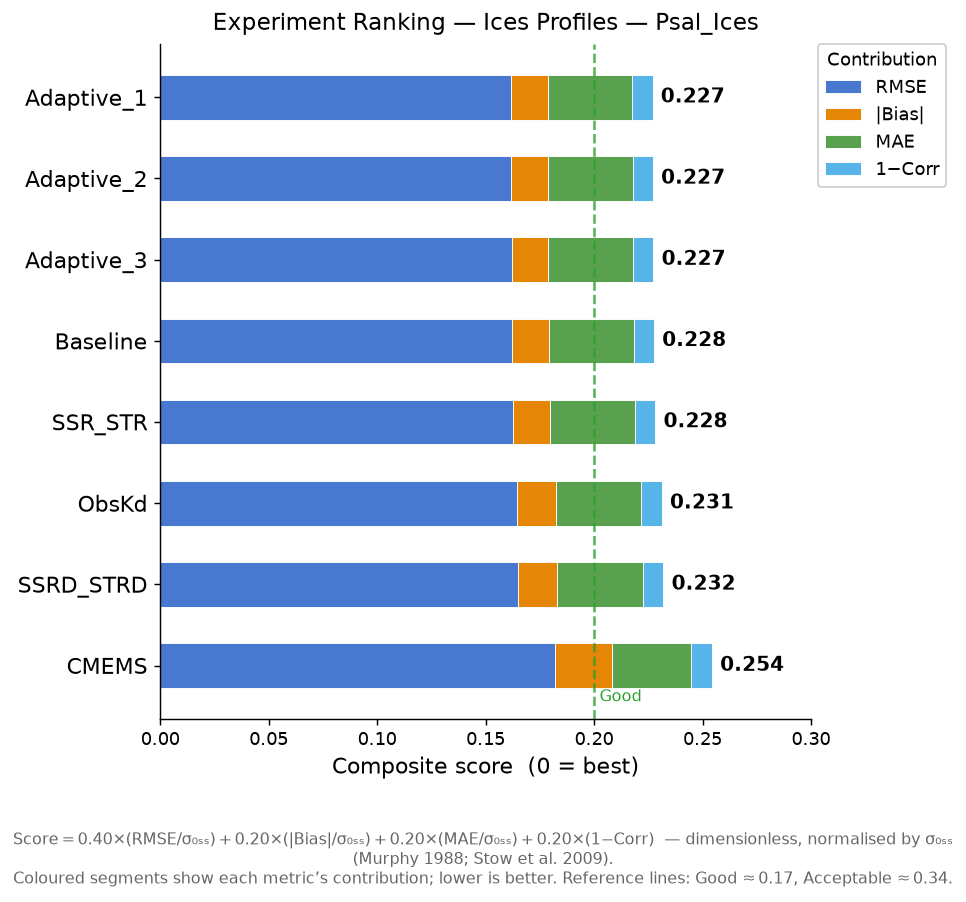 Experiment Ranking — Ices Profiles — Psal_Ices
Contribution
RMSE
|Bias|
MAE
1−Corr
Adaptive_1
0.227
Adaptive_2
0.227
Adaptive_3
0.227
Baseline
0.228
SSR_STR
0.228
ObsKd
0.231
SSRD_STRD
0.232
CMEMS
0.254
Good
0.00
0.05
0.10
0.15
0.20
0.25
0.30
Composite score (0 = best)
Score = 0.40×(RMSE/σ₀ₛₛ) + 0.20×(|Bias|/σ₀ₛₛ) + 0.20×(MAE/σ₀ₛₛ) + 0.20×(1−Corr) — dimensionless, normalised by σ₀ₛₛ
(Murphy 1988; Stow et al. 2009).
Coloured segments show each metric’s contribution; lower is better. Reference lines: Good ≈ 0.17, Acceptable ≈ 0.34.